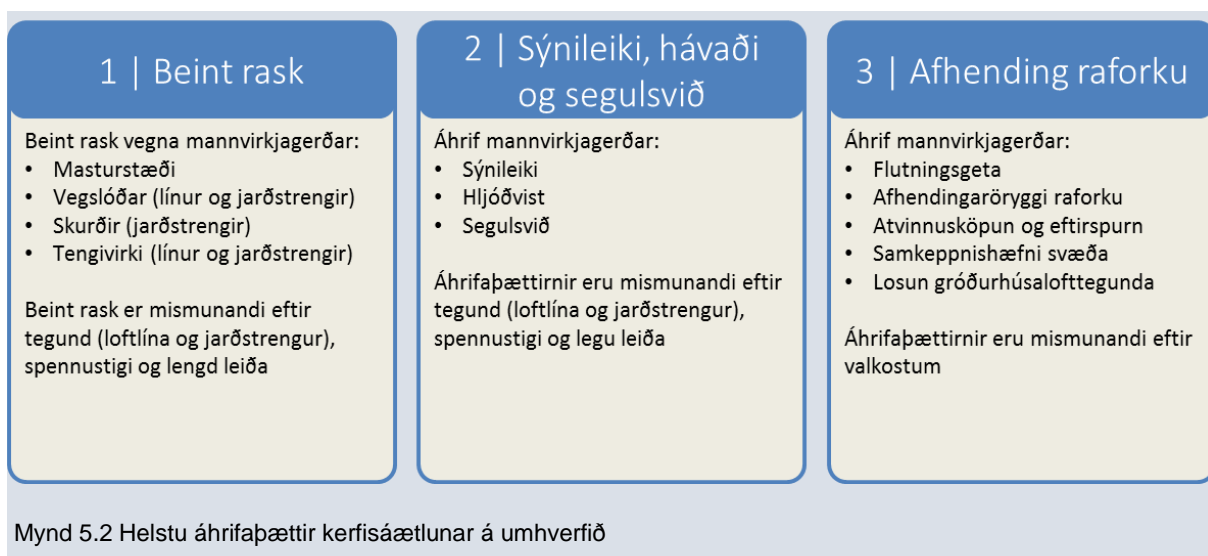 1 | Beint rask
Beint rask vegna mannvirkjagerðar:
• Masturstæði
• Vegslóðar (línur og jarðstrengir)
• Skurðir (jarðstrengir)
• Tengivirki (línur og jarðstrengir)
Beint rask er mismunandi eftir
tegund (loftlína og jarðstrengur),
spennustigi og lengd leiða
2 | Sýnileiki, hávaði
og segulsvið
Áhrif mannvirkjagerðar:
• Sýnileiki
• Hljóðvist
• Segulsvið
Áhrifaþættirnir eru mismunandi eftir
tegund (loftlína og jarðstrengur),
spennustigi og legu leiða
3 | Afhending raforku
Áhrif mannvirkjagerðar:
• Flutningsgeta
• Afhendingaröryggi raforku
• Atvinnusköpun og eftirspurn
• Samkeppnishæfni svæða
• Losun gróðurhúsalofttegunda
Áhrifaþættirnir eru mismunandi eftir
valkostum
Mynd 5.2 Helstu áhrifaþættir kerfisáætlunar á umhverfið